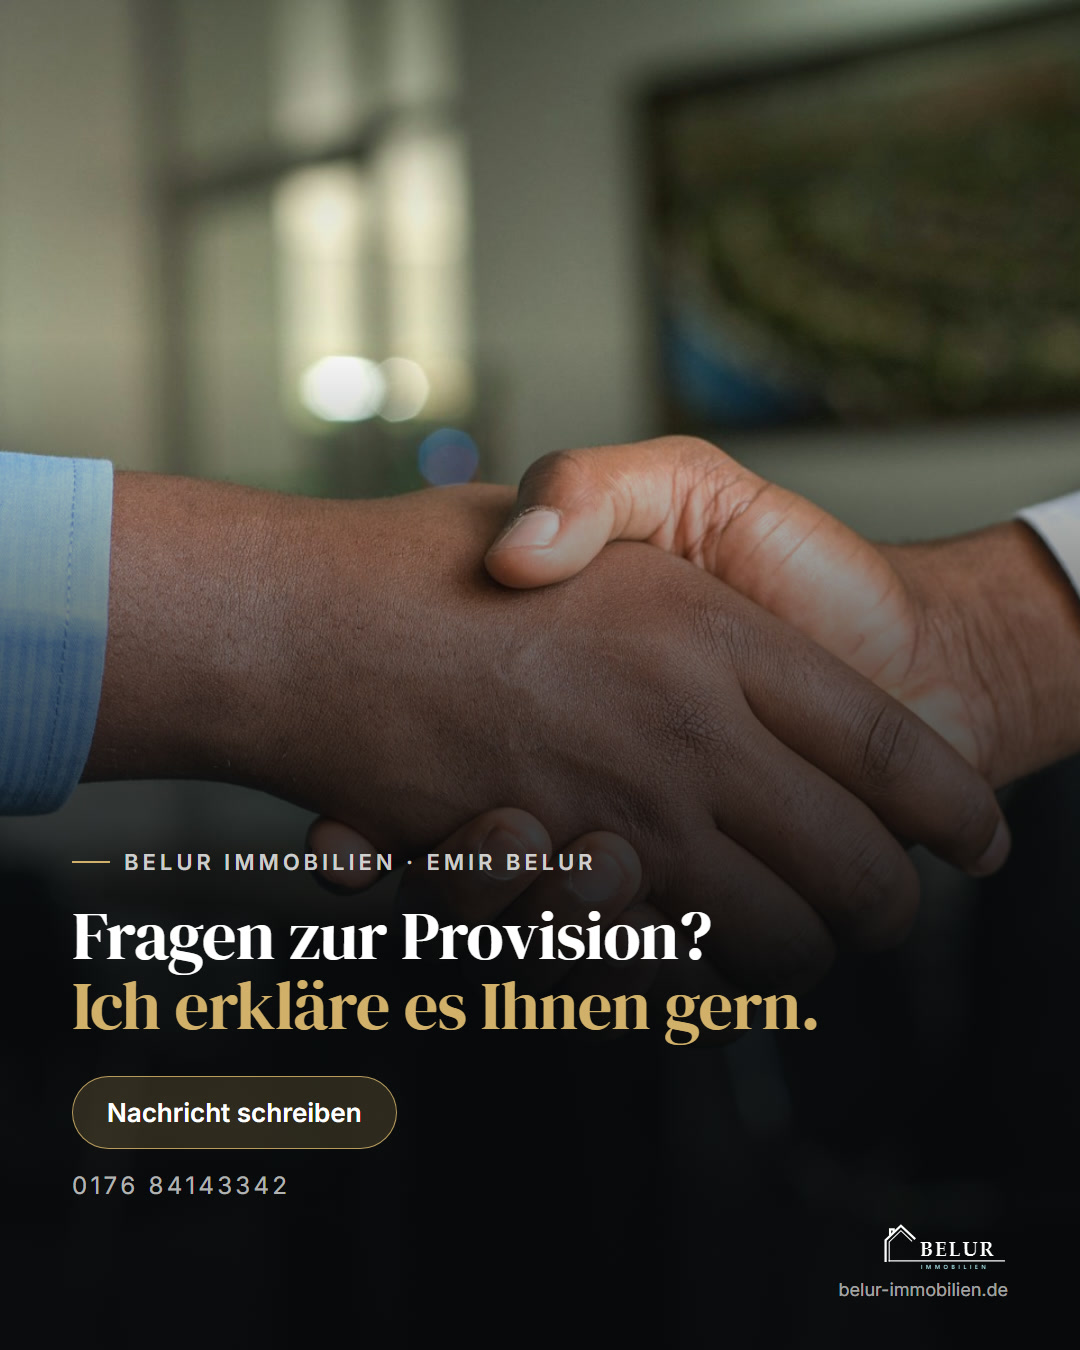 BELUR IMMOBILIEN · EMIR BELUR
Fragen zur Provision?
Ich erkläre es Ihnen gern.
Nachricht schreiben
0176 84143342
BELUR
IMMOBILIEN
belur-immobilien.de